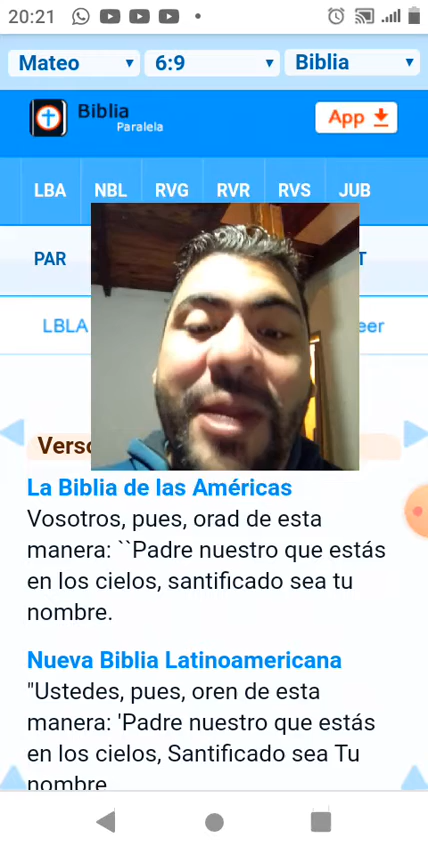 20:21
Mateo 6:9 Biblia
Biblia
Paralela
App
LBA NBL RVG RVR RVS JUB
PAR
LBLA
La Biblia de las Américas
Vosotros, pues, orad de esta
manera: ``Padre nuestro que estás
en los cielos, santificado sea tu
nombre.
Nueva Biblia Latinoamericana
"Ustedes, pues, oren de esta
manera: 'Padre nuestro que estás
en los cielos, Santificado sea Tu
nombre